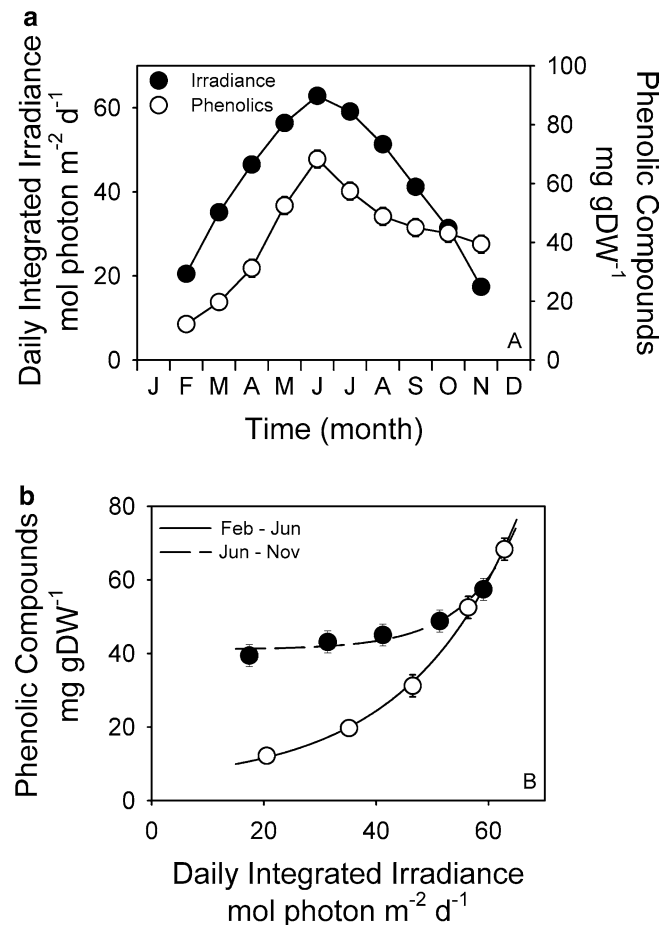 a
Daily Integrated Irradiance
mol photon m⁻² d⁻¹
60
40
20
0
Irradiance
Phenolics
100
80
60
40
20
0
Phenolic Compounds
mg gDW⁻¹
A
J F M A M J J A S O N D
Time (month)
b
Phenolic Compounds
mg gDW⁻¹
80
60
40
20
0
Feb - Jun
Jun - Nov
B
0 20 40 60
Daily Integrated Irradiance
mol photon m⁻² d⁻¹